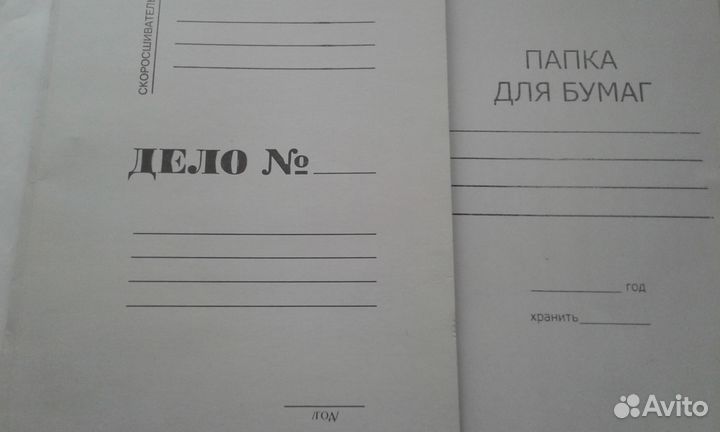 СКОРОСШИВАТЕЛЬ
ДЕЛО №
/год/
ПАПКА
ДЛЯ БУМАГ
год
хранить
Avito